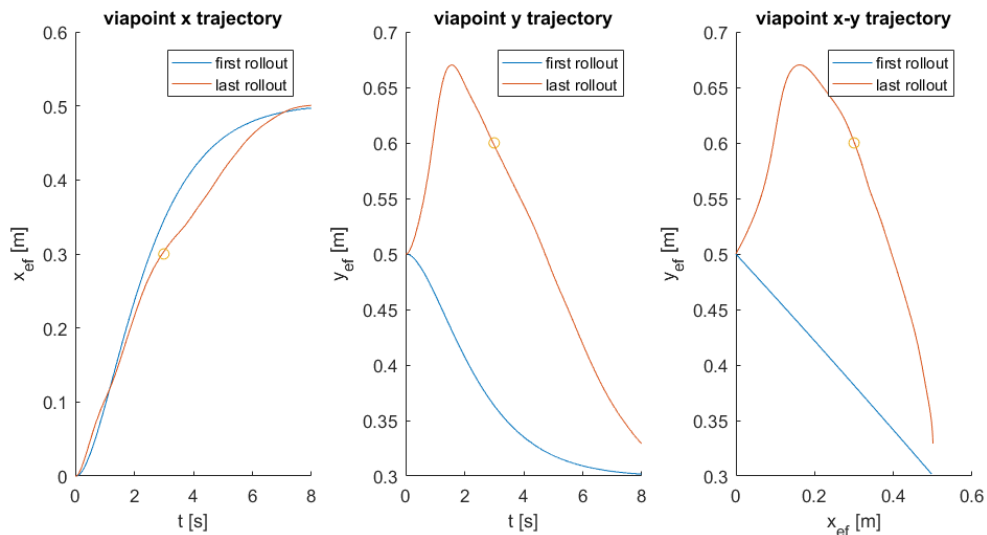 viapoint x trajectory
first rollout
last rollout
0.6
0.5
0.4
0.3
0.2
0.1
0
x_ef [m]
0 2 4 6 8
t [s]
viapoint y trajectory
first rollout
last rollout
0.7
0.65
0.6
0.55
0.5
0.45
0.4
0.35
0.3
y_ef [m]
0 2 4 6 8
t [s]
viapoint x-y trajectory
first rollout
last rollout
0.7
0.65
0.6
0.55
0.5
0.45
0.4
0.35
0.3
y_ef [m]
0 0.2 0.4 0.6
x_ef [m]